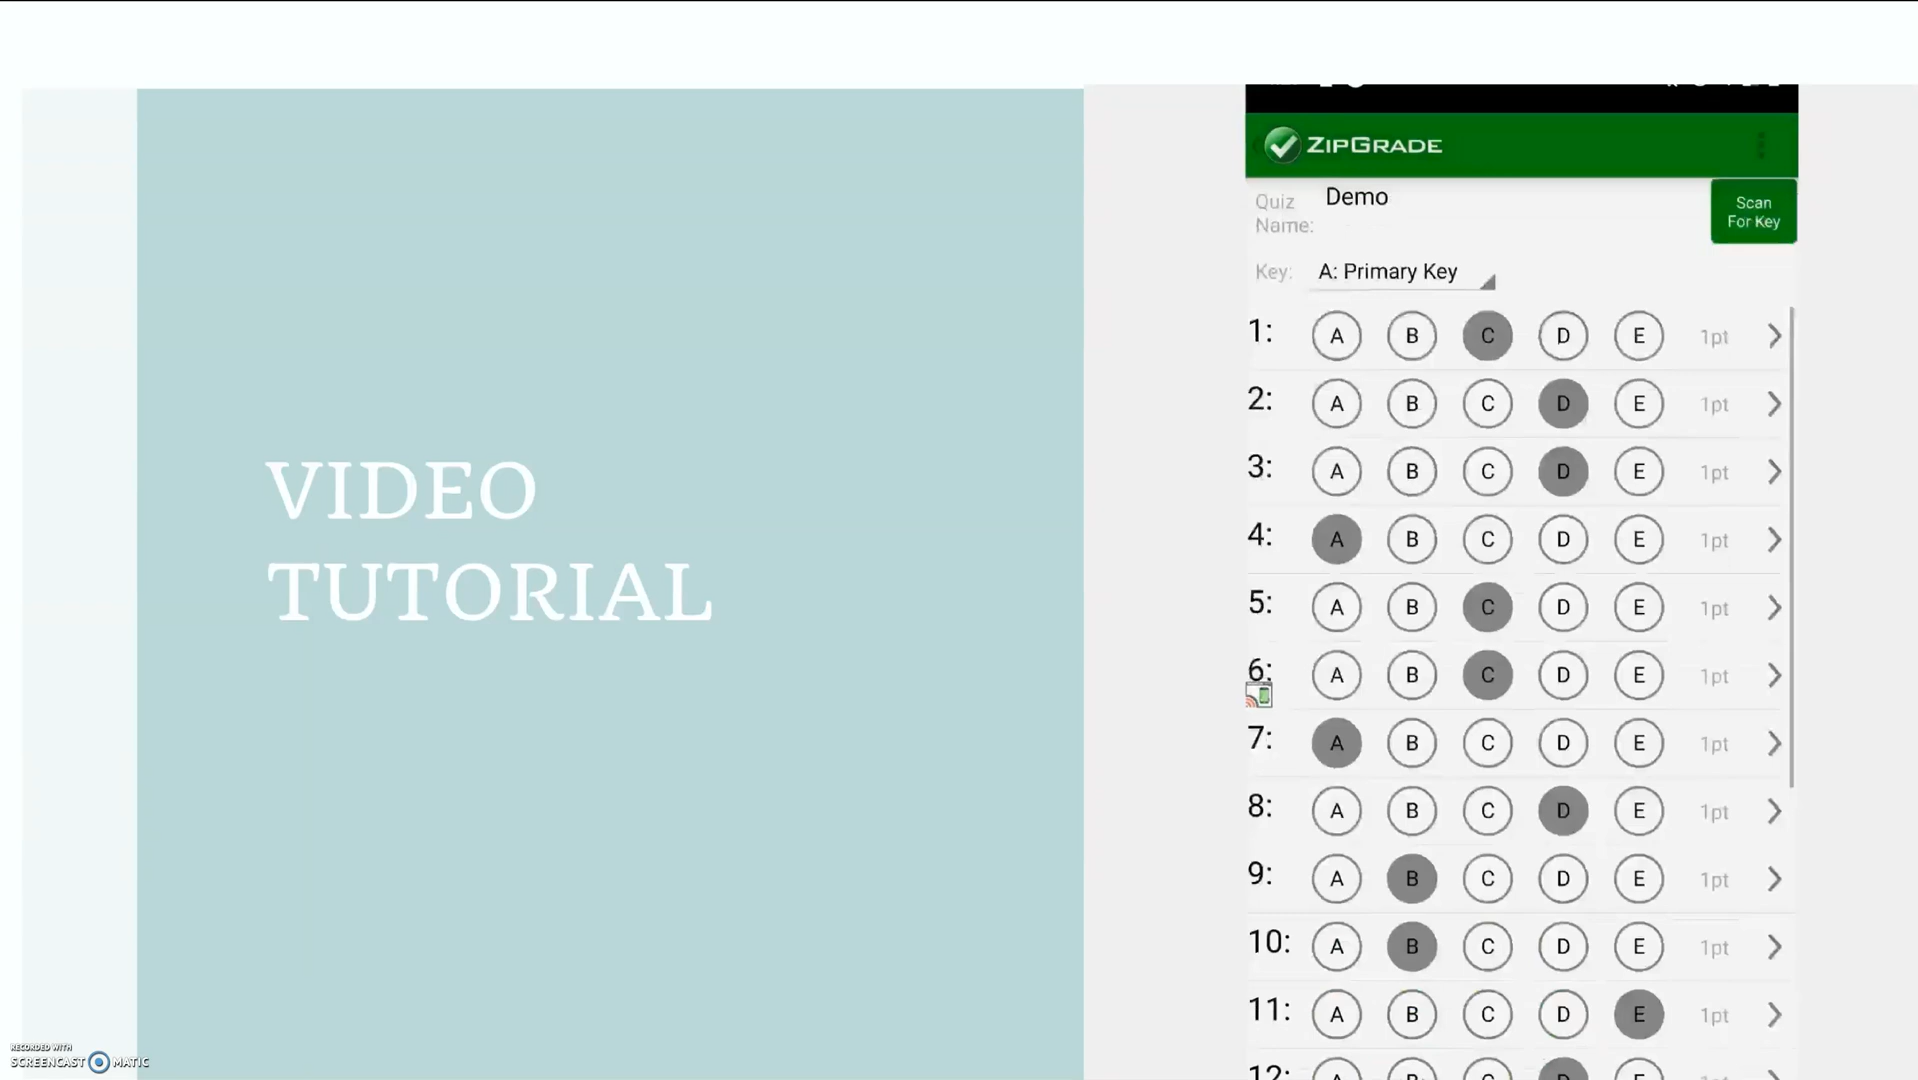 VIDEO
TUTORIAL
ZIPGRADE
Quiz Name: Demo
Scan For Key
Key: A: Primary Key
1: A B C D E 1pt
2: A B C D E 1pt
3: A B C D E 1pt
4: A B C D E 1pt
5: A B C D E 1pt
6: A B C D E 1pt
7: A B C D E 1pt
8: A B C D E 1pt
9: A B C D E 1pt
10: A B C D E 1pt
11: A B C D E 1pt
12:
RECORDED WITH
SCREENCAST MATIC